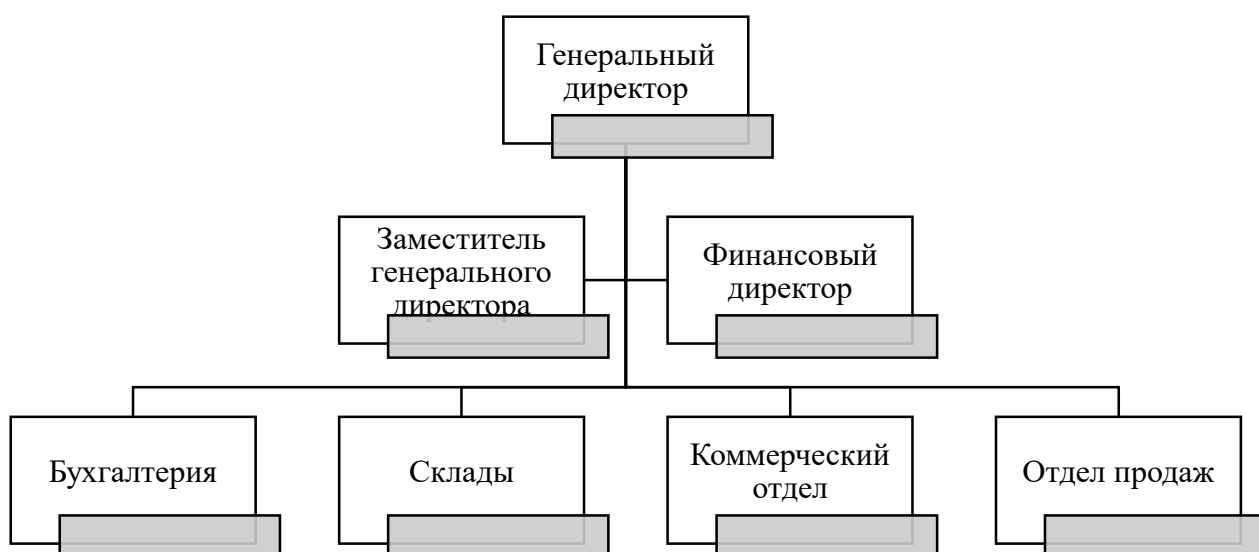 Генеральный
директор
Заместитель
генерального
директора
Финансовый
директор
Бухгалтерия
Склады
Коммерческий
отдел
Отдел продаж